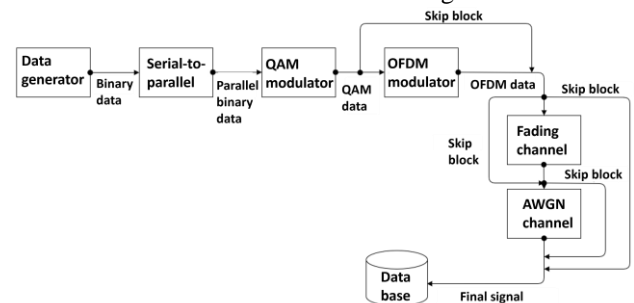 Skip block
Data
generator
Binary
data
Serial-to-
parallel
Parallel
binary
data
QAM
modulator
QAM
data
OFDM
modulator
OFDM data
Skip block
Skip
block
Fading
channel
Skip block
AWGN
channel
Data
base
Final signal